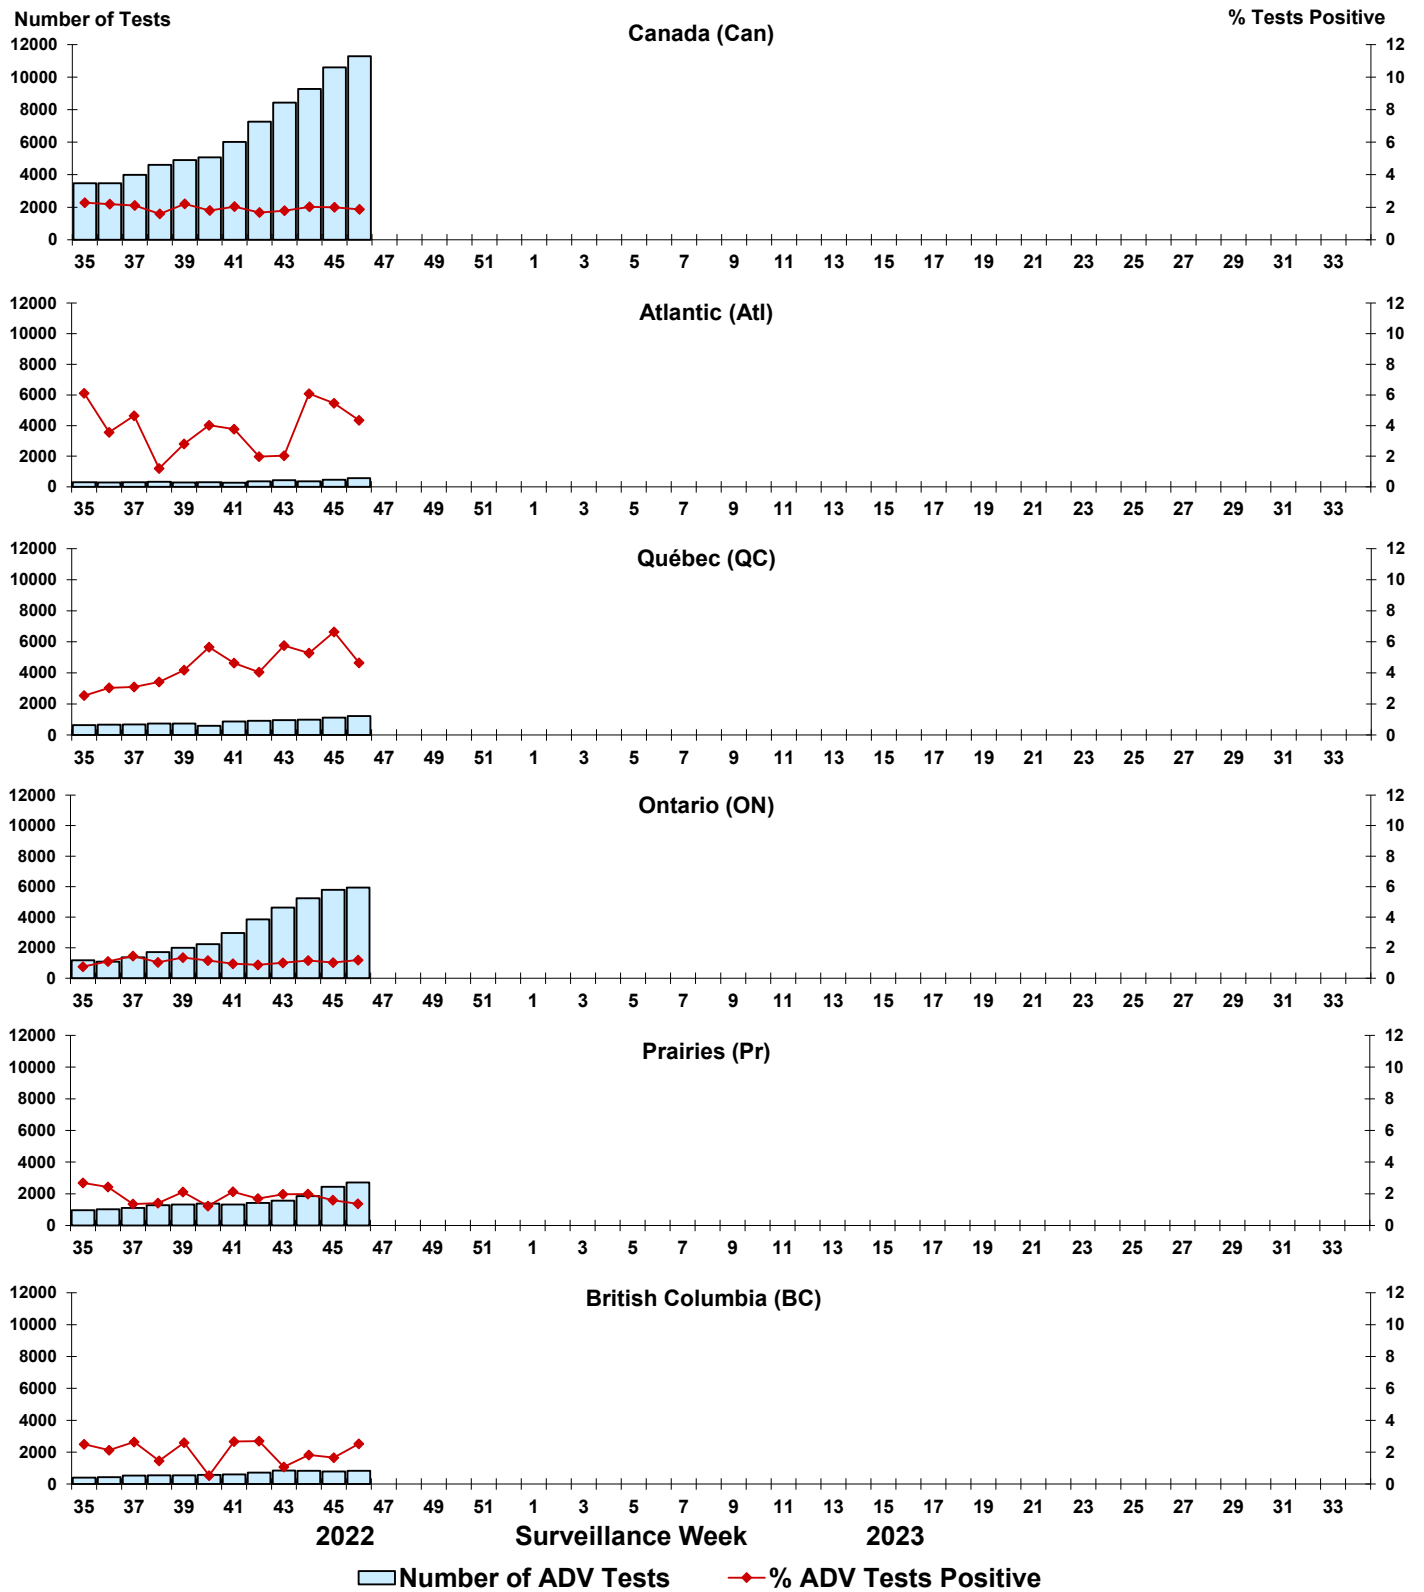 Number of Tests
% Tests Positive
Canada (Can)
12000 12
10000 10
8000 8
6000 6
4000 4
2000 2
0 0
35 37 39 41 43 45 47 49 51 1 3 5 7 9 11 13 15 17 19 21 23 25 27 29 31 33
Atlantic (Atl)
12000 12
10000 10
8000 8
6000 6
4000 4
2000 2
0 0
35 37 39 41 43 45 47 49 51 1 3 5 7 9 11 13 15 17 19 21 23 25 27 29 31 33
Québec (QC)
12000 12
10000 10
8000 8
6000 6
4000 4
2000 2
0 0
35 37 39 41 43 45 47 49 51 1 3 5 7 9 11 13 15 17 19 21 23 25 27 29 31 33
Ontario (ON)
12000 12
10000 10
8000 8
6000 6
4000 4
2000 2
0 0
35 37 39 41 43 45 47 49 51 1 3 5 7 9 11 13 15 17 19 21 23 25 27 29 31 33
Prairies (Pr)
12000 12
10000 10
8000 8
6000 6
4000 4
2000 2
0 0
35 37 39 41 43 45 47 49 51 1 3 5 7 9 11 13 15 17 19 21 23 25 27 29 31 33
British Columbia (BC)
12000 12
10000 10
8000 8
6000 6
4000 4
2000 2
0 0
35 37 39 41 43 45 47 49 51 1 3 5 7 9 11 13 15 17 19 21 23 25 27 29 31 33
2022 Surveillance Week 2023
Number of ADV Tests % ADV Tests Positive